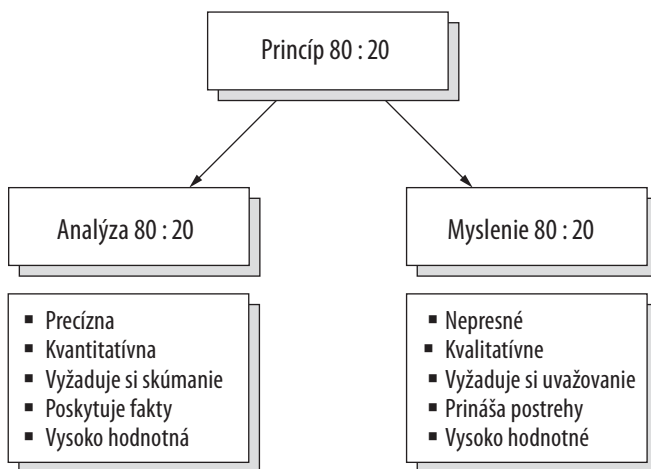 Princíp 80 : 20
Analýza 80 : 20
Myslenie 80 : 20
▪ Precízna
▪ Kvantitatívna
▪ Vyžaduje si skúmanie
▪ Poskytuje fakty
▪ Vysoko hodnotná
▪ Nepresné
▪ Kvalitatívne
▪ Vyžaduje si uvažovanie
▪ Prináša postrehy
▪ Vysoko hodnotné